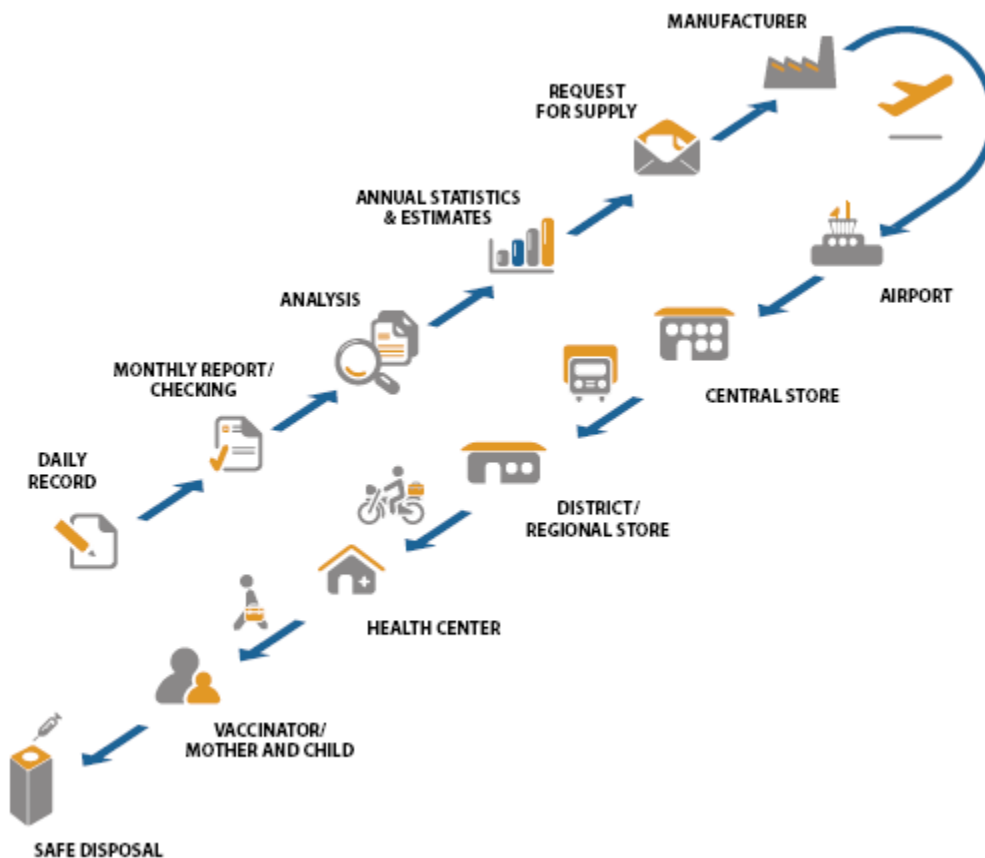 MANUFACTURER
REQUEST
FOR SUPPLY
ANNUAL STATISTICS
& ESTIMATES
ANALYSIS
MONTHLY REPORT/
CHECKING
DAILY
RECORD
AIRPORT
CENTRAL STORE
DISTRICT/
REGIONAL STORE
HEALTH CENTER
VACCINATOR/
MOTHER AND CHILD
SAFE DISPOSAL